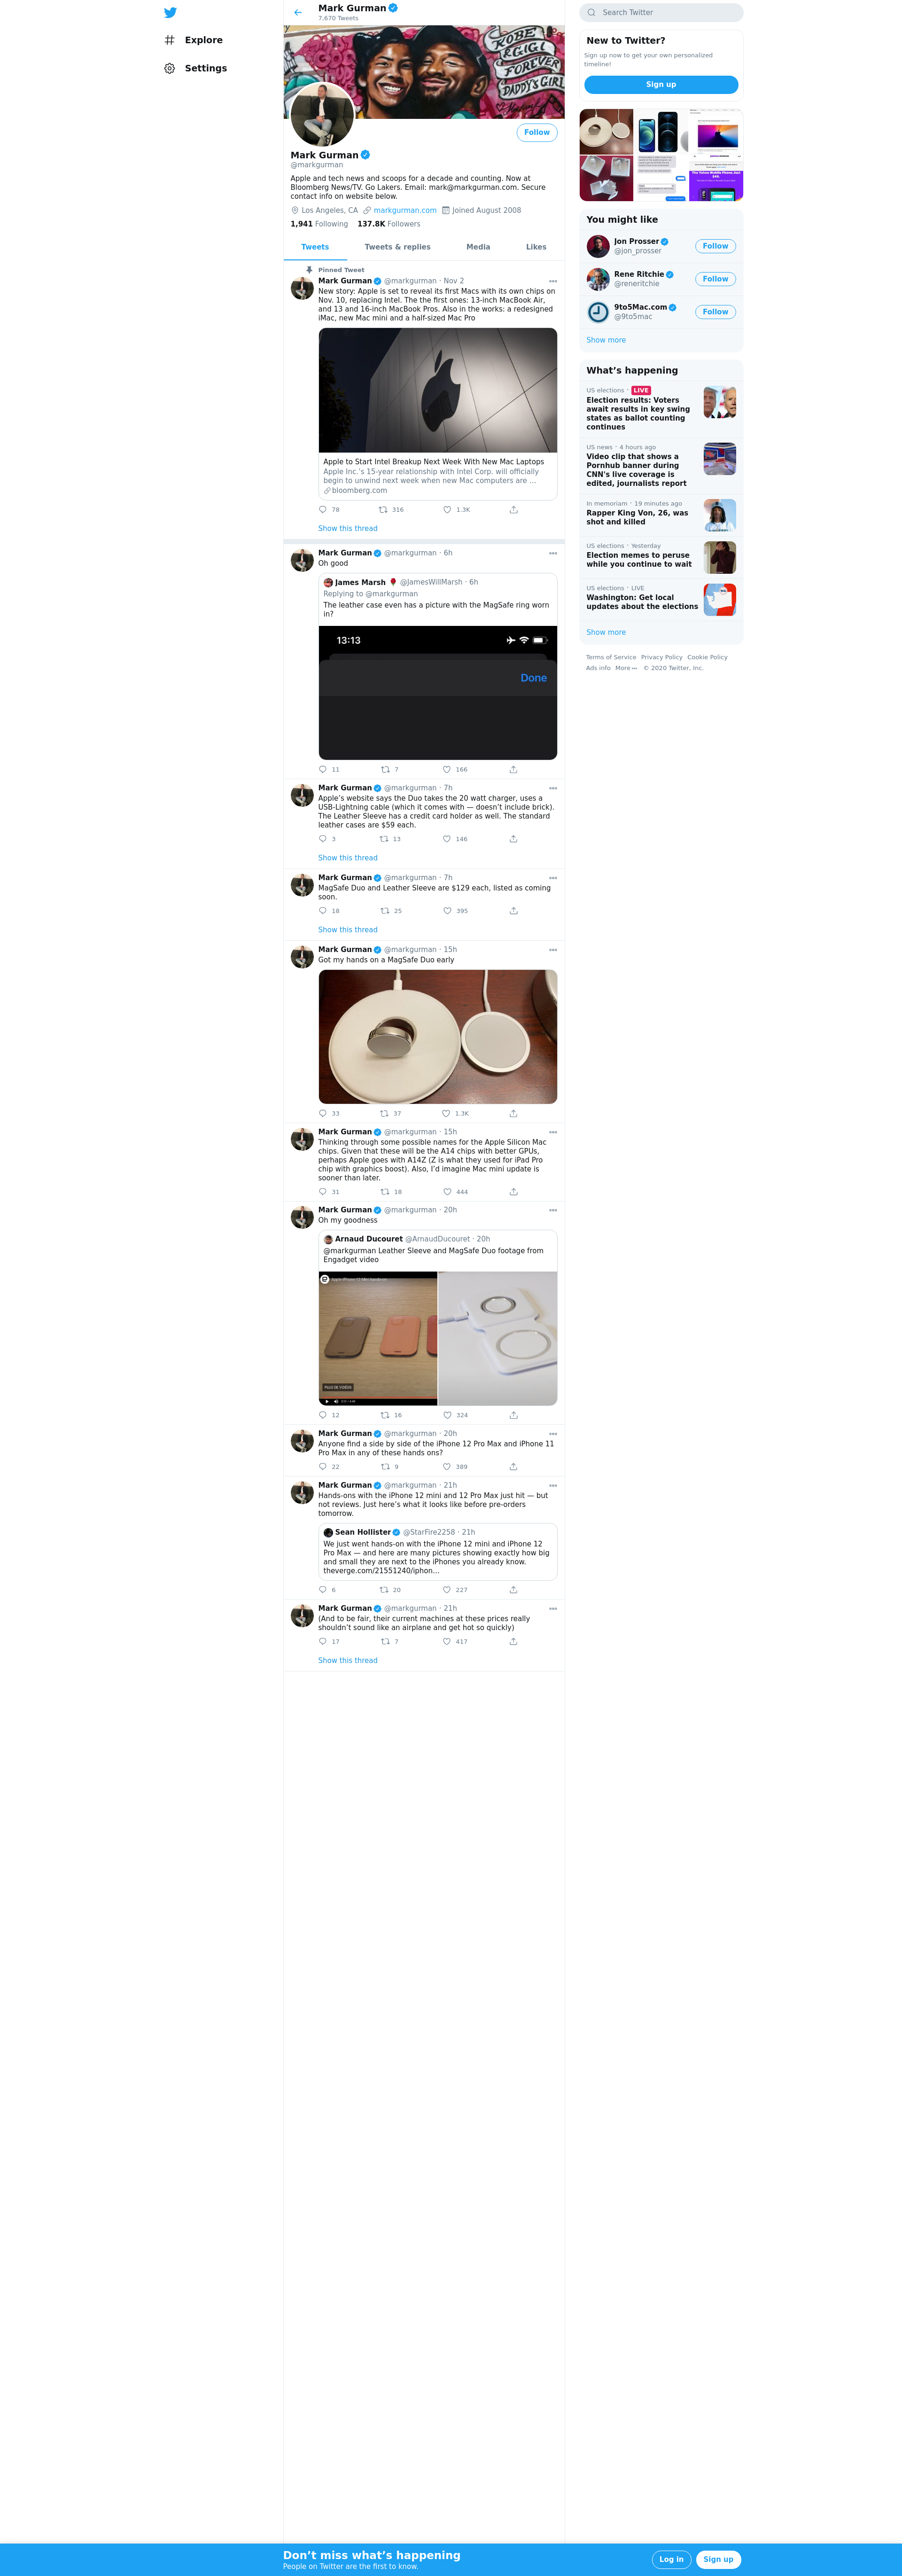 Explore
Settings
Mark Gurman
7,670 Tweets
KOBE
GIGI
FOREVER
DADDY'S GIRL
Follow
Mark Gurman
@markgurman
Apple and tech news and scoops for a decade and counting. Now at
Bloomberg News/TV. Go Lakers. Email: mark@markgurman.com. Secure
contact info on website below.
Los Angeles, CA markgurman.com Joined August 2008
1,941 Following 137.8K Followers
Tweets Tweets & replies Media Likes
Pinned Tweet
Mark Gurman @markgurman · Nov 2
New story: Apple is set to reveal its first Macs with its own chips on
Nov. 10, replacing Intel. The the first ones: 13-inch MacBook Air,
and 13 and 16-inch MacBook Pros. Also in the works: a redesigned
iMac, new Mac mini and a half-sized Mac Pro
Apple to Start Intel Breakup Next Week With New Mac Laptops
Apple Inc.'s 15-year relationship with Intel Corp. will officially
begin to unwind next week when new Mac computers are ...
bloomberg.com
78 316 1.3K
Show this thread
Mark Gurman @markgurman · 6h
Oh good
James Marsh @JamesWillMarsh · 6h
Replying to @markgurman
The leather case even has a picture with the MagSafe ring worn
in?
13:13
Done
11 7 166
Mark Gurman @markgurman · 7h
Apple's website says the Duo takes the 20 watt charger, uses a
USB-Lightning cable (which it comes with — doesn't include brick).
The Leather Sleeve has a credit card holder as well. The standard
leather cases are $59 each.
3 13 146
Show this thread
Mark Gurman @markgurman · 7h
MagSafe Duo and Leather Sleeve are $129 each, listed as coming
soon.
18 25 395
Show this thread
Mark Gurman @markgurman · 15h
Got my hands on a MagSafe Duo early
33 37 1.3K
Mark Gurman @markgurman · 15h
Thinking through some possible names for the Apple Silicon Mac
chips. Given that these will be the A14 chips with better GPUs,
perhaps Apple goes with A14Z (Z is what they used for iPad Pro
chip with graphics boost). Also, I'd imagine Mac mini update is
sooner than later.
31 18 444
Mark Gurman @markgurman · 20h
Oh my goodness
Arnaud Ducouret @ArnaudDucouret · 20h
@markgurman Leather Sleeve and MagSafe Duo footage from
Engadget video
PLUS DE VIDÉOS
12 16 324
Mark Gurman @markgurman · 20h
Anyone find a side by side of the iPhone 12 Pro Max and iPhone 11
Pro Max in any of these hands ons?
22 9 389
Mark Gurman @markgurman · 21h
Hands-ons with the iPhone 12 mini and 12 Pro Max just hit — but
not reviews. Just here's what it looks like before pre-orders
tomorrow.
Sean Hollister @StarFire2258 · 21h
We just went hands-on with the iPhone 12 mini and iPhone 12
Pro Max — and here are many pictures showing exactly how big
and small they are next to the iPhones you already know.
theverge.com/21551240/iphon…
6 20 227
Mark Gurman @markgurman · 21h
(And to be fair, their current machines at these prices really
shouldn't sound like an airplane and get hot so quickly)
17 7 417
Show this thread
Search Twitter
New to Twitter?
Sign up now to get your own personalized
timeline!
Sign up
You might like
Jon Prosser
@jon_prosser
Follow
Rene Ritchie
@reneritchie
Follow
9to5Mac.com
@9to5mac
Follow
Show more
What's happening
US elections · LIVE
Election results: Voters
await results in key swing
states as ballot counting
continues
US news · 4 hours ago
Video clip that shows a
Pornhub banner during
CNN's live coverage is
edited, journalists report
In memoriam · 19 minutes ago
Rapper King Von, 26, was
shot and killed
US elections · Yesterday
Election memes to peruse
while you continue to wait
US elections · LIVE
Washington: Get local
updates about the elections
Show more
Terms of Service Privacy Policy Cookie Policy
Ads info More ••• © 2020 Twitter, Inc.
Don't miss what's happening
People on Twitter are the first to know.
Log in Sign up